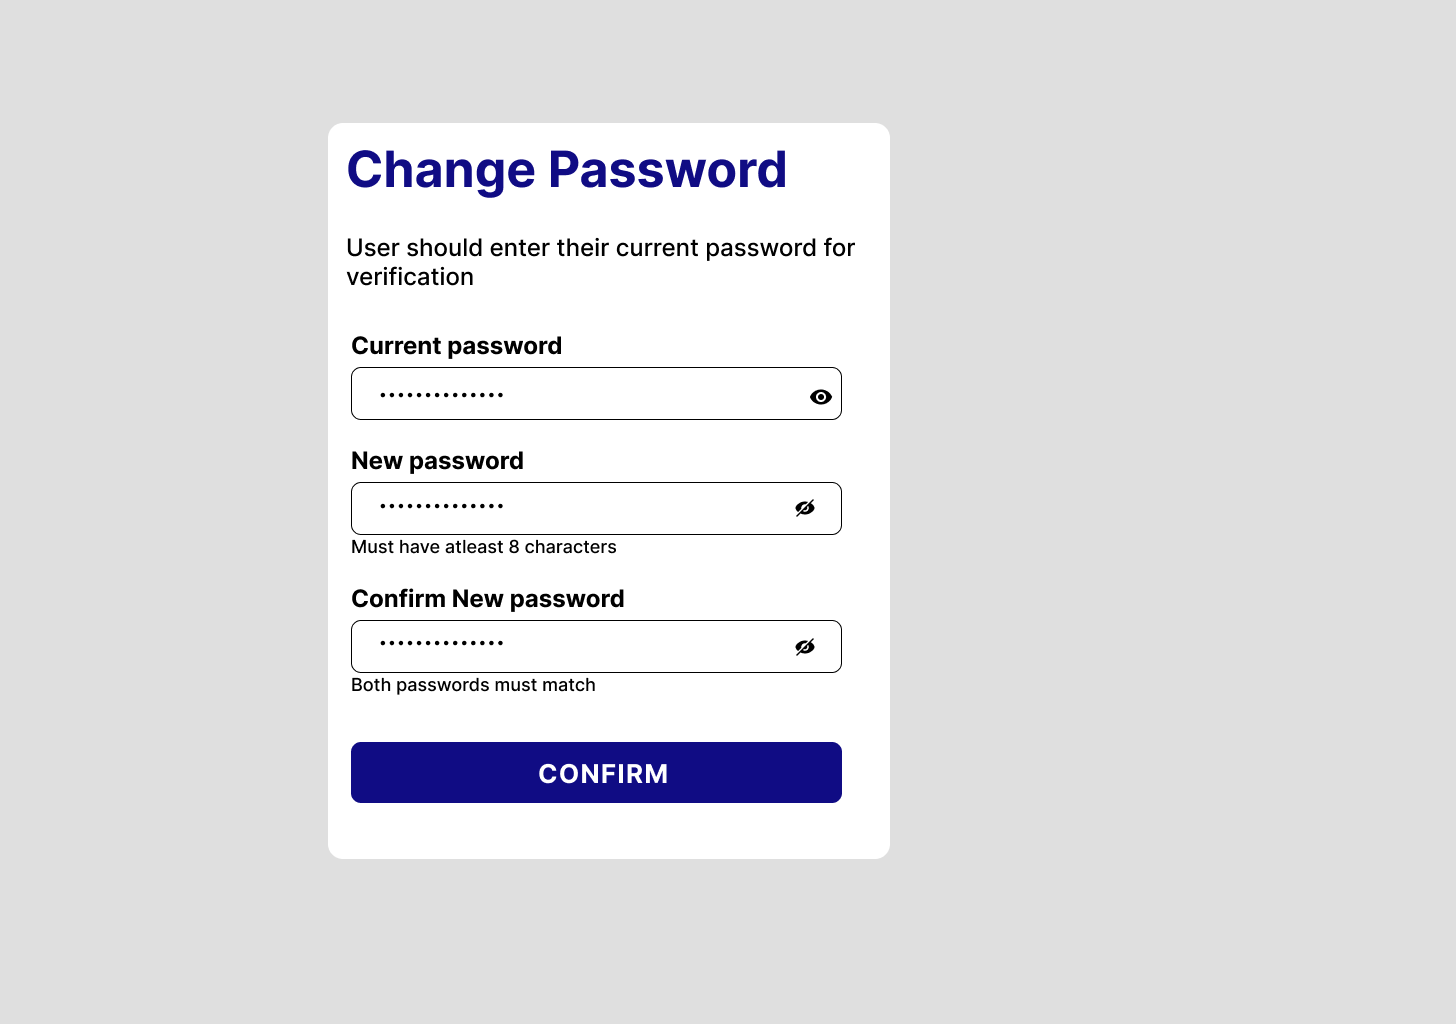 Change Password
User should enter their current password for
verification
Current password
••••••••••••••
New password
••••••••••••••
Must have atleast 8 characters
Confirm New password
••••••••••••••
Both passwords must match
CONFIRM